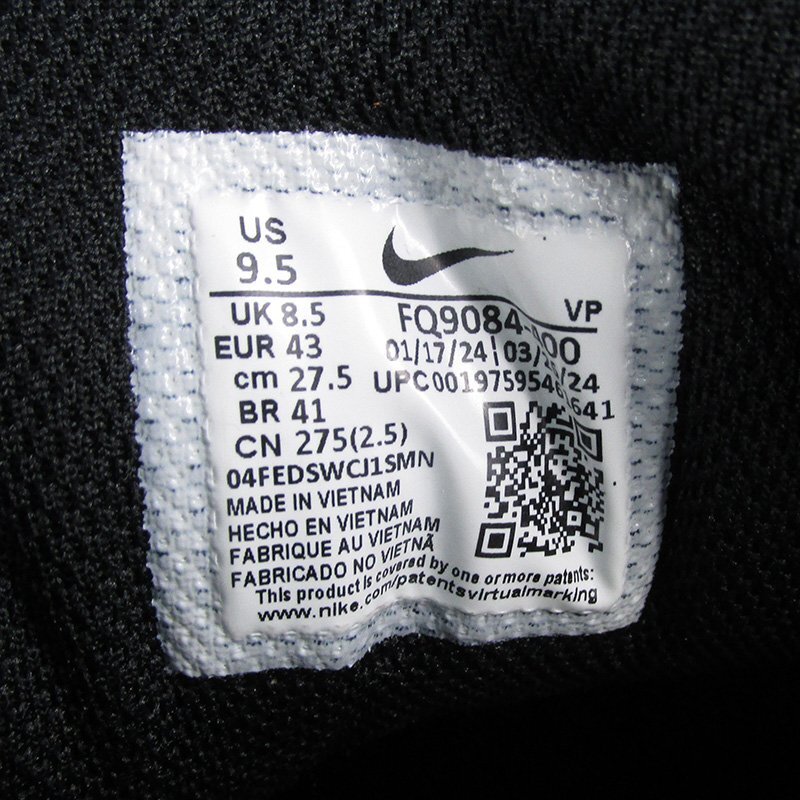 US
9.5
UK 8.5
EUR 43
cm 27.5
BR 41
CN 275(2.5)
VP
01/17/24
04FEDSWCJ1SMN
MADE IN VIETNAM
HECHO EN VIETNAM
FABRIQUE AU VIETNAM
FABRICADO NO VIETNÃ
This product is covered by one or more patents:
www.nike.com/patentsvirtualmarking